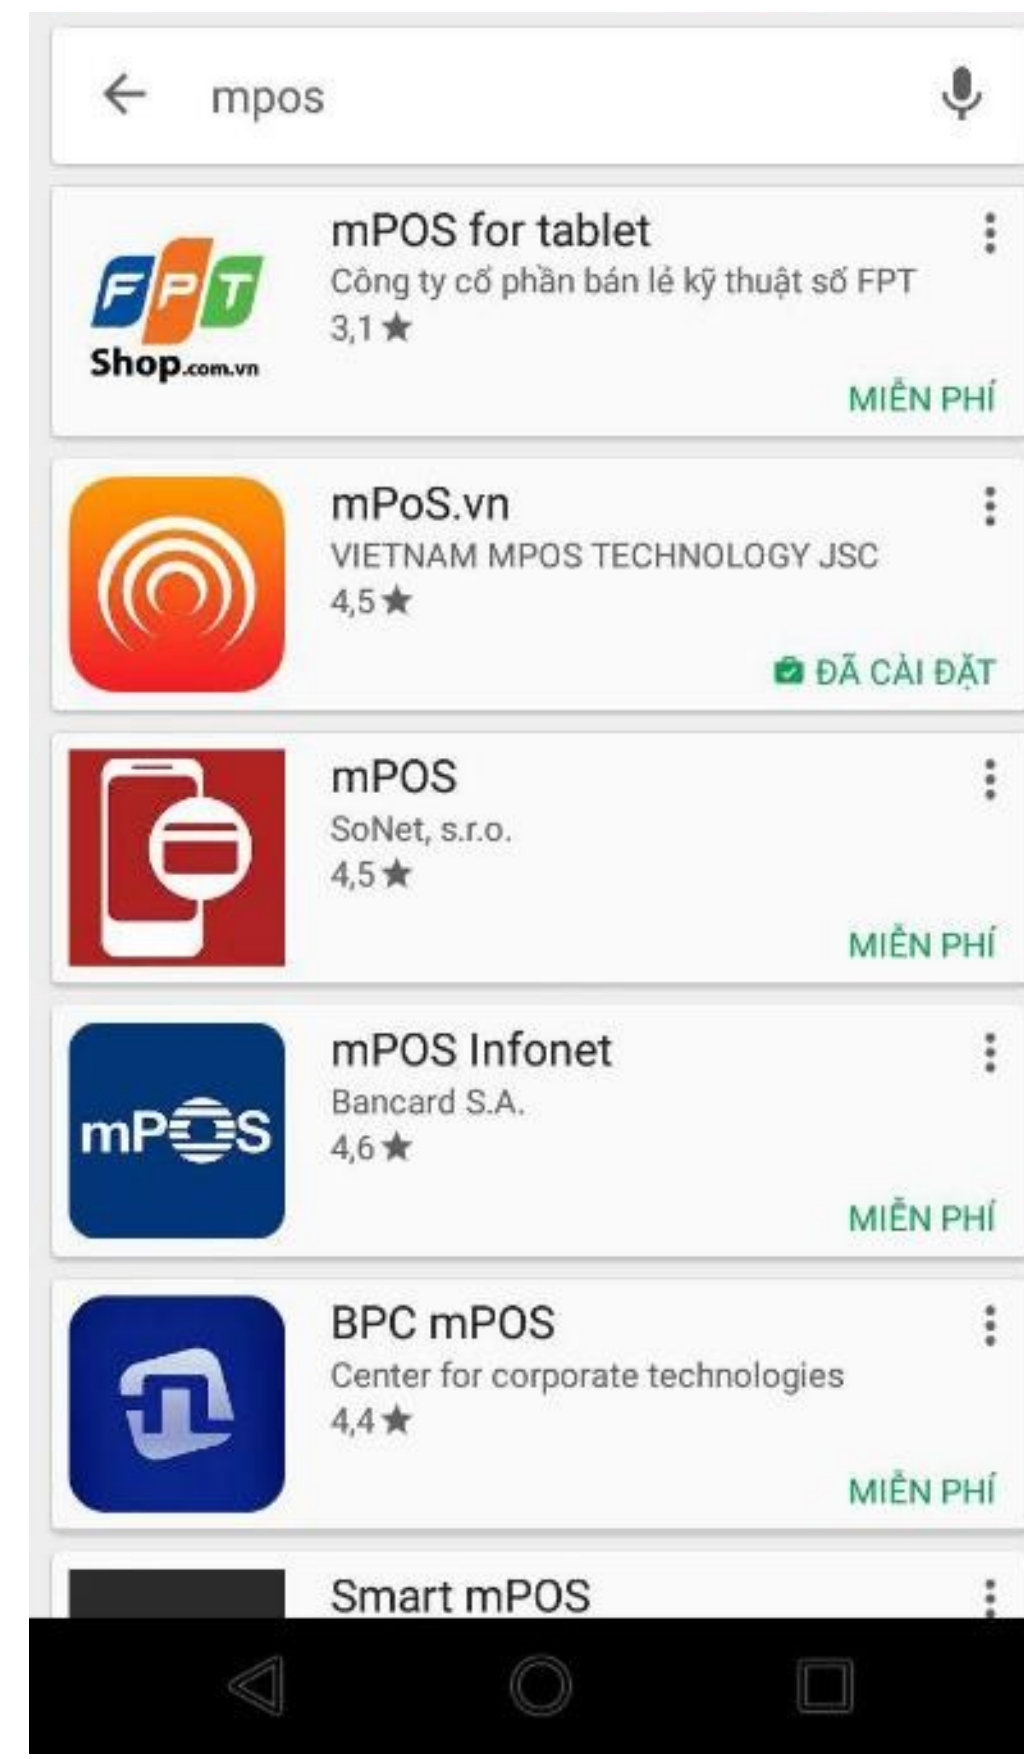 mpos
FPT
Shop.com.vn
mPOS for tablet
Công ty cổ phần bán lẻ kỹ thuật số FPT
3,1★
MIỄN PHÍ
mPoS.vn
VIETNAM MPOS TECHNOLOGY JSC
4,5★
ĐÃ CÀI ĐẶT
mPOS
SoNet, s.r.o.
4,5★
MIỄN PHÍ
mPOS
mPOS Infonet
Bancard S.A.
4,6★
MIỄN PHÍ
BPC mPOS
Center for corporate technologies
4,4★
MIỄN PHÍ
Smart mPOS